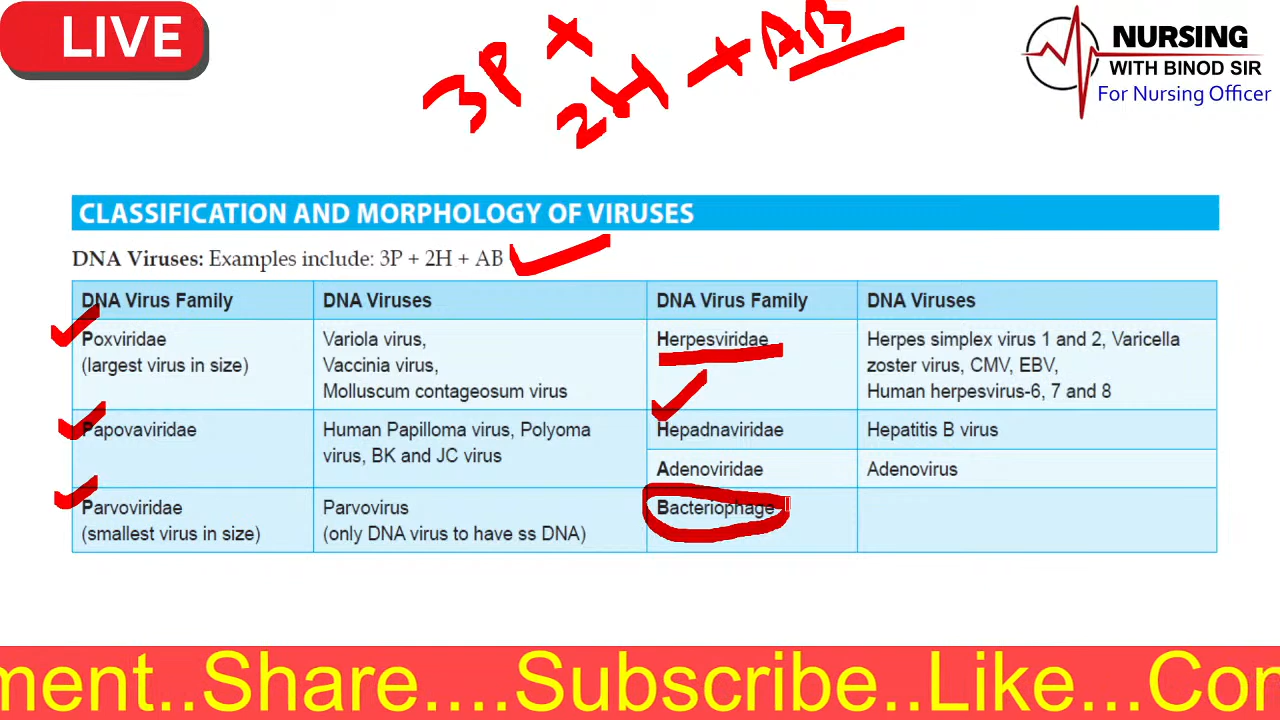 LIVE
3P +
2H + AB
NURSING
WITH BINOD SIR
For Nursing Officer
CLASSIFICATION AND MORPHOLOGY OF VIRUSES
DNA Viruses: Examples include: 3P + 2H + AB
DNA Virus Family DNA Viruses DNA Virus Family DNA Viruses
Poxviridae
(largest virus in size)
Variola virus,
Vaccinia virus,
Molluscum contageosum virus
Herpesviridae
Herpes simplex virus 1 and 2, Varicella
zoster virus, CMV, EBV,
Human herpesvirus-6, 7 and 8
Papovaviridae
Human Papilloma virus, Polyoma
virus, BK and JC virus
Hepadnaviridae
Hepatitis B virus
Adenoviridae
Adenovirus
Parvoviridae
(smallest virus in size)
Parvovirus
(only DNA virus to have ss DNA)
Bacteriophage
ment..Share....Subscribe..Like...Con